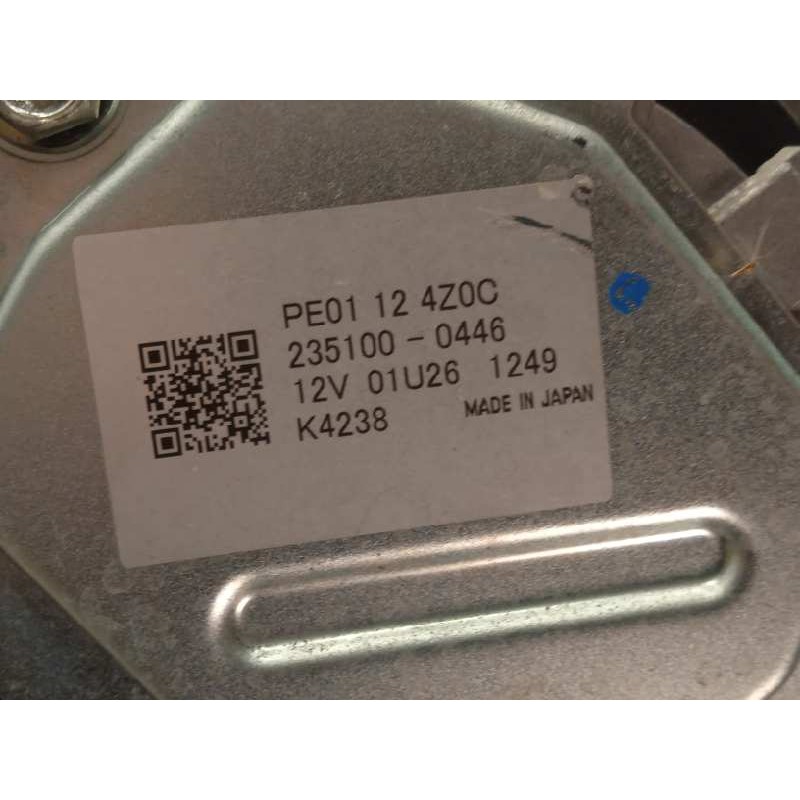 PE01 12 4Z0C
235100-0446
12V 01U26 1249
K4238 MADE IN JAPAN